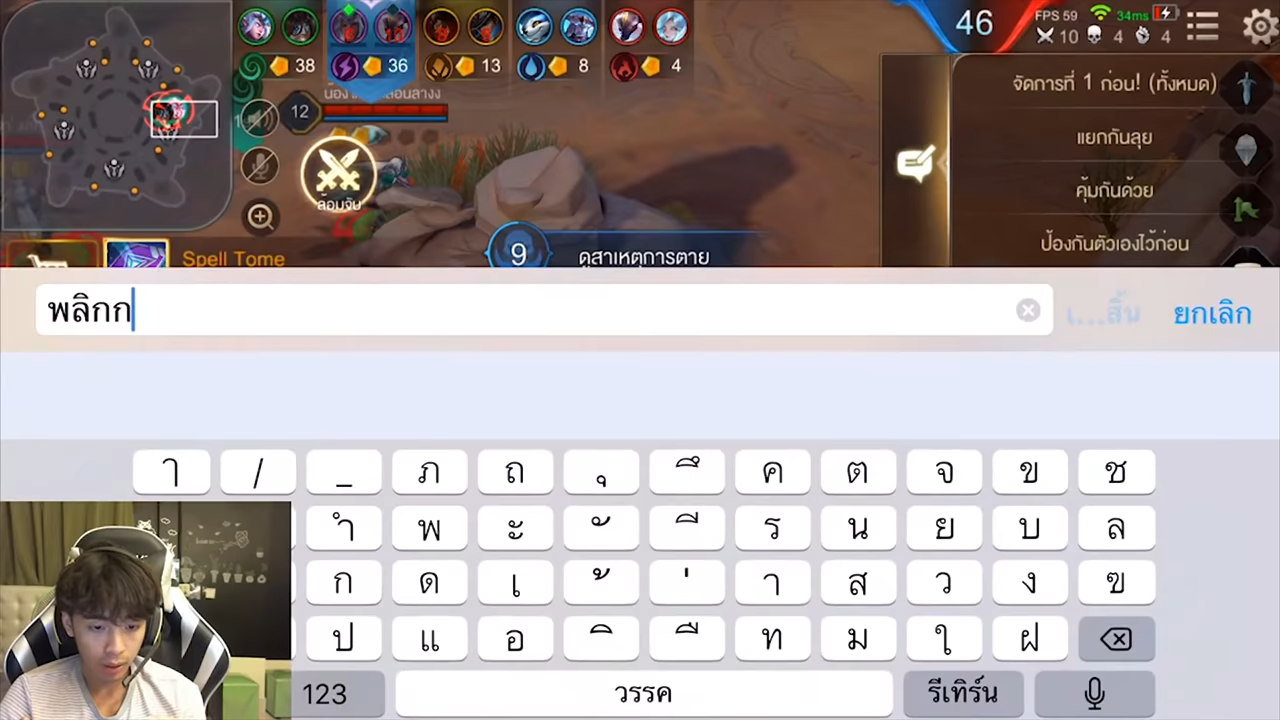 38
36
13
8
4
46
FPS 59
34ms
10
4
4
12
ล้อมจับ
Spell Tome
9
ดูสาเหตุการตาย
จัดการที่ 1 ก่อน! (ทั้งหมด)
แยกกันลุย
คุ้มกันด้วย
ป้องกันตัวเองไว้ก่อน
พลิกก
เ...สิ้น
ยกเลิก
ๅ / _ ภ ถ ุ ึ ค ต จ ข ช
ำ พ ะ ั ี ร น ย บ ล
ก ด เ ้ ่ า ส ว ง ฃ
ป แ อ ิ ื ท ม ใ ฝ
123 วรรค รีเทิร์น